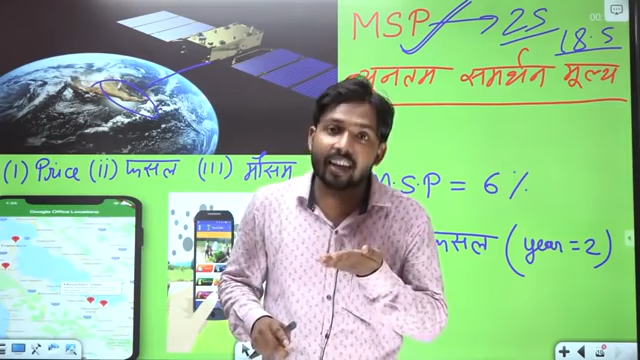 MSP → 25
18.5
न्यूनतम समर्थन मूल्य
(i) Price (ii) फसल (iii) मौसम
M.S.P = 6%
फसल (year = 2)
Google Office Locations